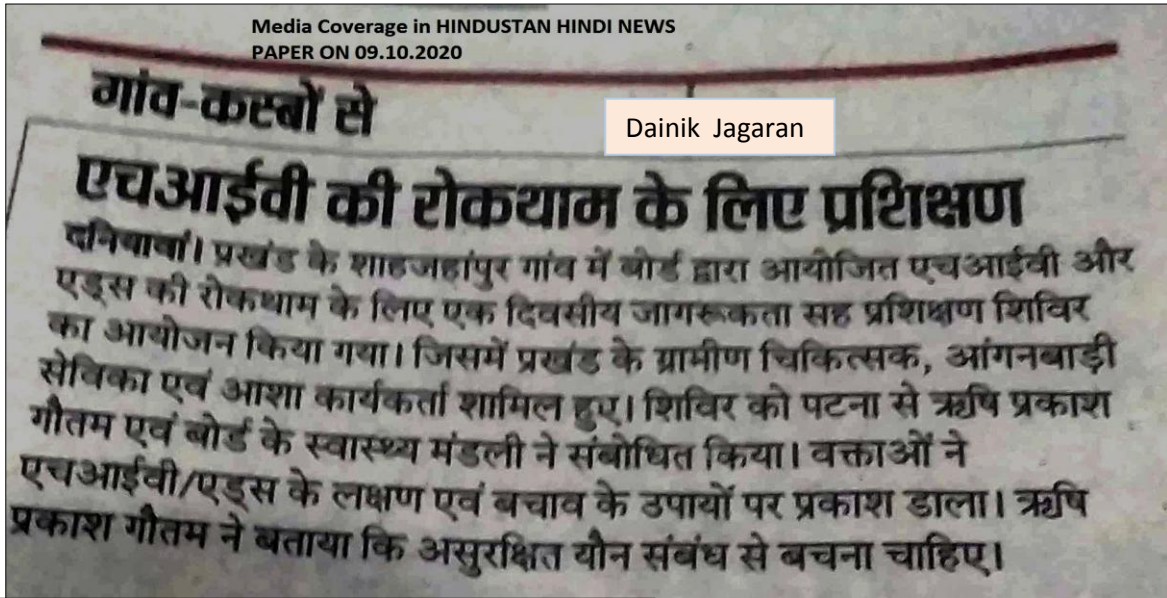 Media Coverage in HINDUSTAN HINDI NEWS
PAPER ON 09.10.2020
गांव-कस्बों से
Dainik Jagaran
एचआईवी की रोकथाम के लिए प्रशिक्षण
दनियावां। प्रखंड के शाहजहांपुर गांव में बोर्ड द्वारा आयोजित एचआईवी और
एड्स की रोकथाम के लिए एक दिवसीय जागरूकता सह प्रशिक्षण शिविर
का आयोजन किया गया। जिसमें प्रखंड के ग्रामीण चिकित्सक, आंगनबाड़ी
सेविका एवं आशा कार्यकर्ता शामिल हुए। शिविर को पटना से ऋषि प्रकाश
गौतम एवं बोर्ड के स्वास्थ्य मंडली ने संबोधित किया। वक्ताओं ने
एचआईवी/एड्स के लक्षण एवं बचाव के उपायों पर प्रकाश डाला। ऋषि
प्रकाश गौतम ने बताया कि असुरक्षित यौन संबंध से बचना चाहिए।